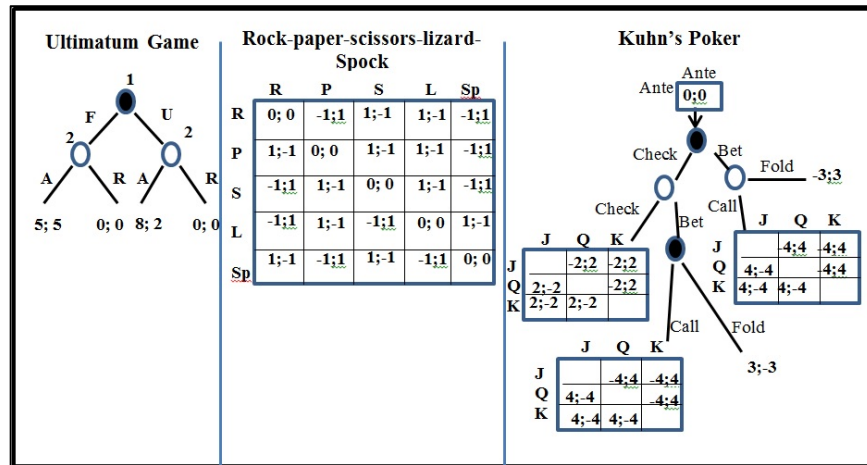 Ultimatum Game
1
F U
2 2
A R A R
5; 5 0; 0 8; 2 0; 0
Rock-paper-scissors-lizard-
Spock
R P S L Sp
R 0; 0 -1;1 1;-1 1;-1 -1;1
P 1;-1 0; 0 1;-1 1;-1 -1;1
S -1;1 1;-1 0; 0 1;-1 -1;1
L -1;1 1;-1 -1;1 0; 0 1;-1
Sp 1;-1 -1;1 1;-1 -1;1 0; 0
Kuhn's Poker
Ante
Ante 0;0
Check Bet
Fold -3;3
Check Bet Call
J Q K
J -2;2 -2;2
Q 2;-2 -2;2
K 2;-2 2;-2
J Q K
J -4;4 -4;4
Q 4;-4 -4;4
K 4;-4 4;-4
Call Fold
3;-3
J Q K
J -4;4 -4;4
Q 4;-4 -4;4
K 4;-4 4;-4